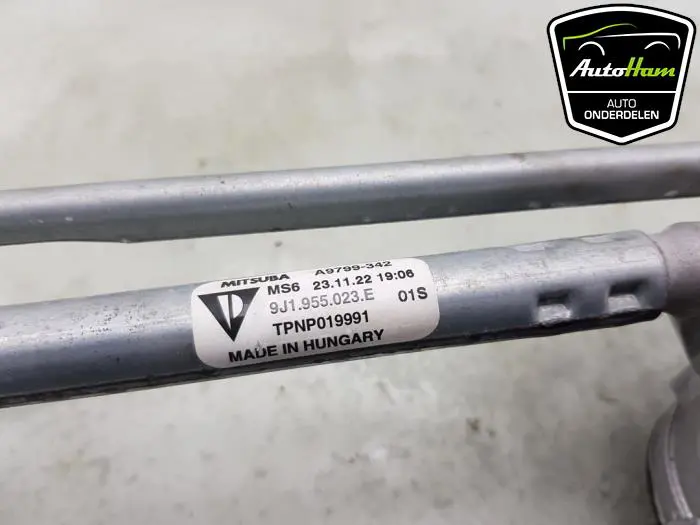 AutoHam
AUTO
ONDERDELEN
MITSUBA A9799-342
MS6 23.11.22 19:06
9J1.955.023.E 01S
TPNP019991
MADE IN HUNGARY